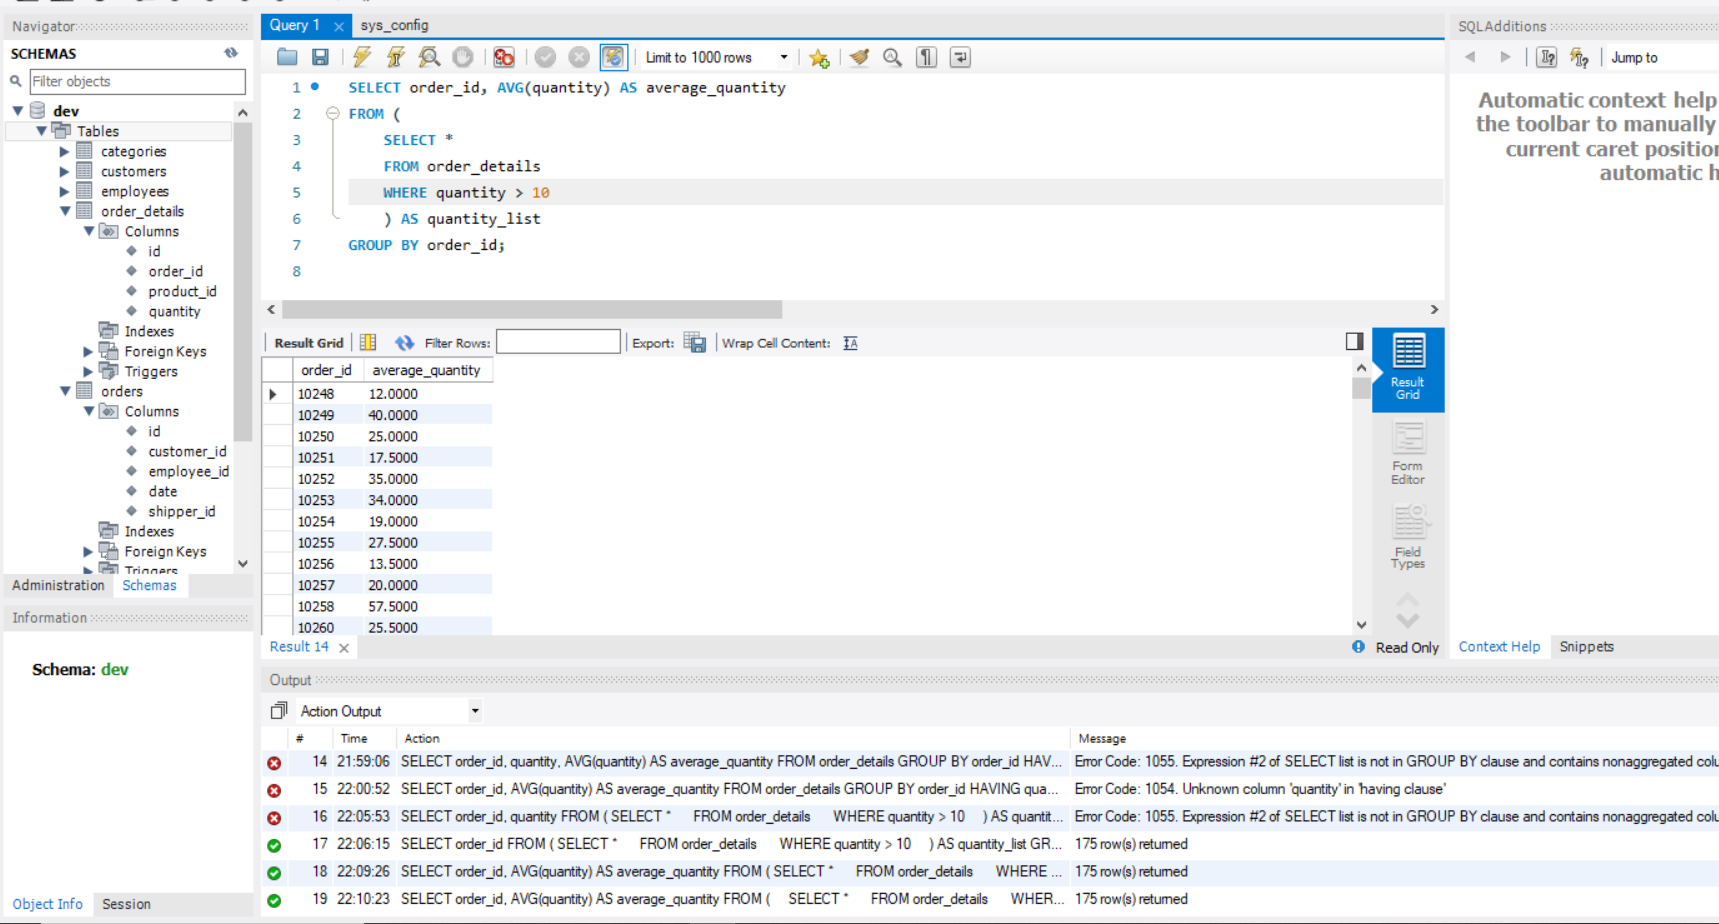 Navigator
SCHEMAS
Filter objects
dev
Tables
categories
customers
employees
order_details
Columns
id
order_id
product_id
quantity
Indexes
Foreign Keys
Triggers
orders
Columns
id
customer_id
employee_id
date
shipper_id
Indexes
Foreign Keys
Triggers
Administration Schemas
Information
Schema: dev
Object Info Session
Query 1 sys_config
Limit to 1000 rows
1 SELECT order_id, AVG(quantity) AS average_quantity
2 FROM (
3 SELECT *
4 FROM order_details
5 WHERE quantity > 10
6 ) AS quantity_list
7 GROUP BY order_id;
8
Result Grid Filter Rows: Export: Wrap Cell Content:
order_id average_quantity
10248 12.0000
10249 40.0000
10250 25.0000
10251 17.5000
10252 35.0000
10253 34.0000
10254 19.0000
10255 27.5000
10256 13.5000
10257 20.0000
10258 57.5000
10260 25.5000
Result
Grid
Form
Editor
Field
Types
Result 14 Read Only
SQLAdditions
Jump to
Automatic context help
the toolbar to manually
current caret position
automatic h
Context Help Snippets
Output
Action Output
# Time Action Message
14 21:59:06 SELECT order_id, quantity, AVG(quantity) AS average_quantity FROM order_details GROUP BY order_id HAV... Error Code: 1055. Expression #2 of SELECT list is not in GROUP BY clause and contains nonaggregated colu
15 22:00:52 SELECT order_id, AVG(quantity) AS average_quantity FROM order_details GROUP BY order_id HAVING qua... Error Code: 1054. Unknown column 'quantity' in 'having clause'
16 22:05:53 SELECT order_id, quantity FROM ( SELECT * FROM order_details WHERE quantity > 10 ) AS quantit... Error Code: 1055. Expression #2 of SELECT list is not in GROUP BY clause and contains nonaggregated colu
17 22:06:15 SELECT order_id FROM ( SELECT * FROM order_details WHERE quantity > 10 ) AS quantity_list GR... 175 row(s) returned
18 22:09:26 SELECT order_id, AVG(quantity) AS average_quantity FROM ( SELECT * FROM order_details WHERE ... 175 row(s) returned
19 22:10:23 SELECT order_id, AVG(quantity) AS average_quantity FROM ( SELECT * FROM order_details WHER... 175 row(s) returned